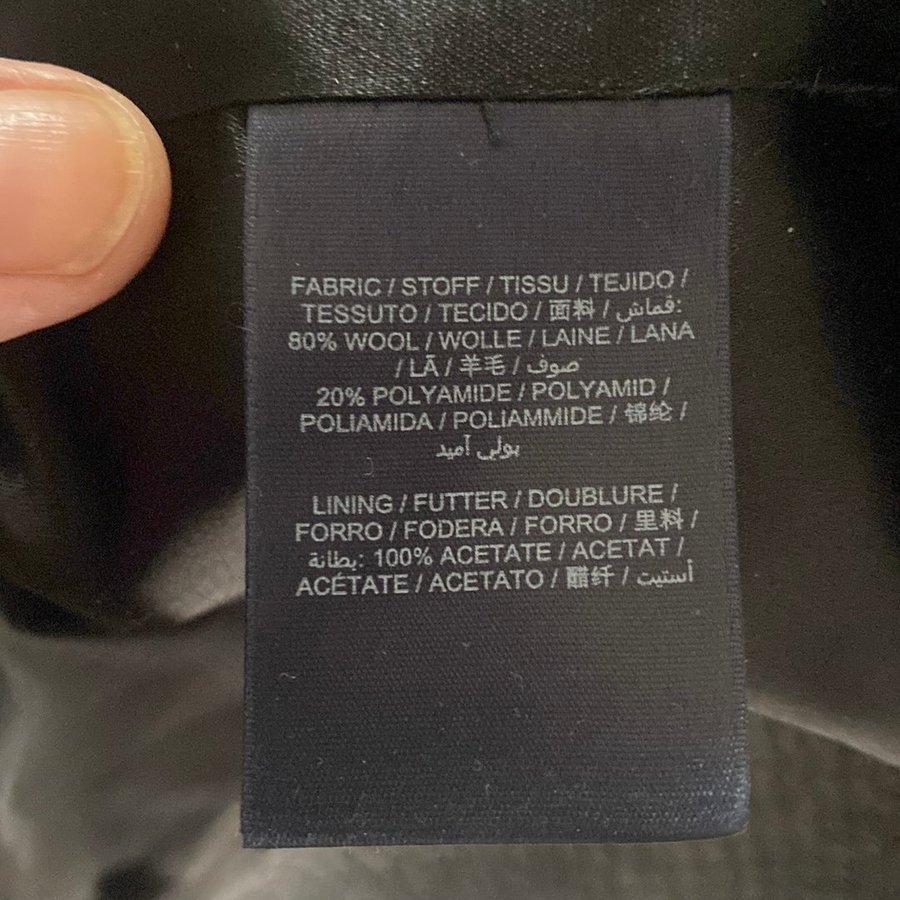 FABRIC / STOFF / TISSU / TEJIDO /
TESSUTO / TECIDO / 面料 / قماش:
80% WOOL / WOLLE / LAINE / LANA
/ LÃ / 羊毛 / صوف
20% POLYAMIDE / POLYAMID /
POLIAMIDA / POLIAMMIDE / 锦纶 /
بولي آميد
LINING / FUTTER / DOUBLURE /
FORRO / FODERA / FORRO / 里料 /
بطانة: 100% ACETATE / ACETAT /
ACÉTATE / ACETATO / 醋纤 / أستيت